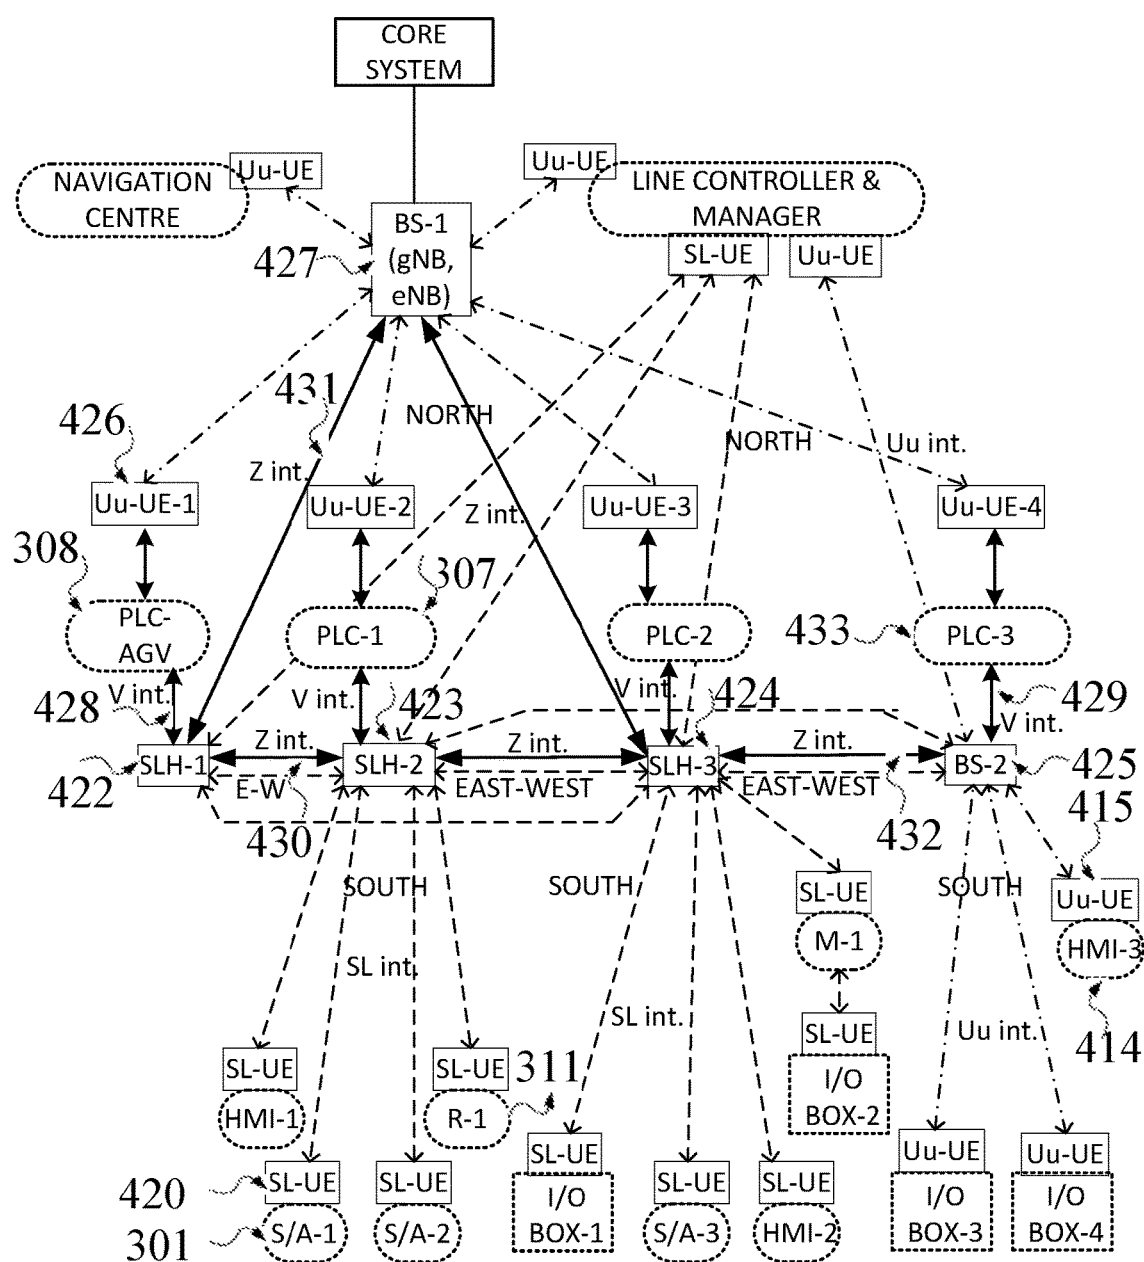 CORE
SYSTEM
Uu-UE
Uu-UE
NAVIGATION
CENTRE
LINE CONTROLLER &
MANAGER
BS-1
(gNB,
eNB)
427
SL-UE
Uu-UE
431
426
NORTH
NORTH
Uu int.
Z int.
Z int.
Uu-UE-1
Uu-UE-2
Uu-UE-3
Uu-UE-4
308
307
PLC-
AGV
PLC-1
PLC-2
433
PLC-3
V int.
V int.
V int.
V int.
428
423
424
429
Z int.
Z int.
Z int.
SLH-1
SLH-2
SLH-3
BS-2
422
425
E-W
EAST-WEST
EAST-WEST
430
432
415
SOUTH
SOUTH
SOUTH
SL-UE
M-1
Uu-UE
HMI-3
SL int.
SL int.
Uu int.
414
SL-UE
I/O
BOX-2
SL-UE
HMI-1
SL-UE
R-1
311
SL-UE
I/O
BOX-1
Uu-UE
I/O
BOX-3
Uu-UE
I/O
BOX-4
420
SL-UE
SL-UE
SL-UE
SL-UE
301
S/A-1
S/A-2
S/A-3
HMI-2